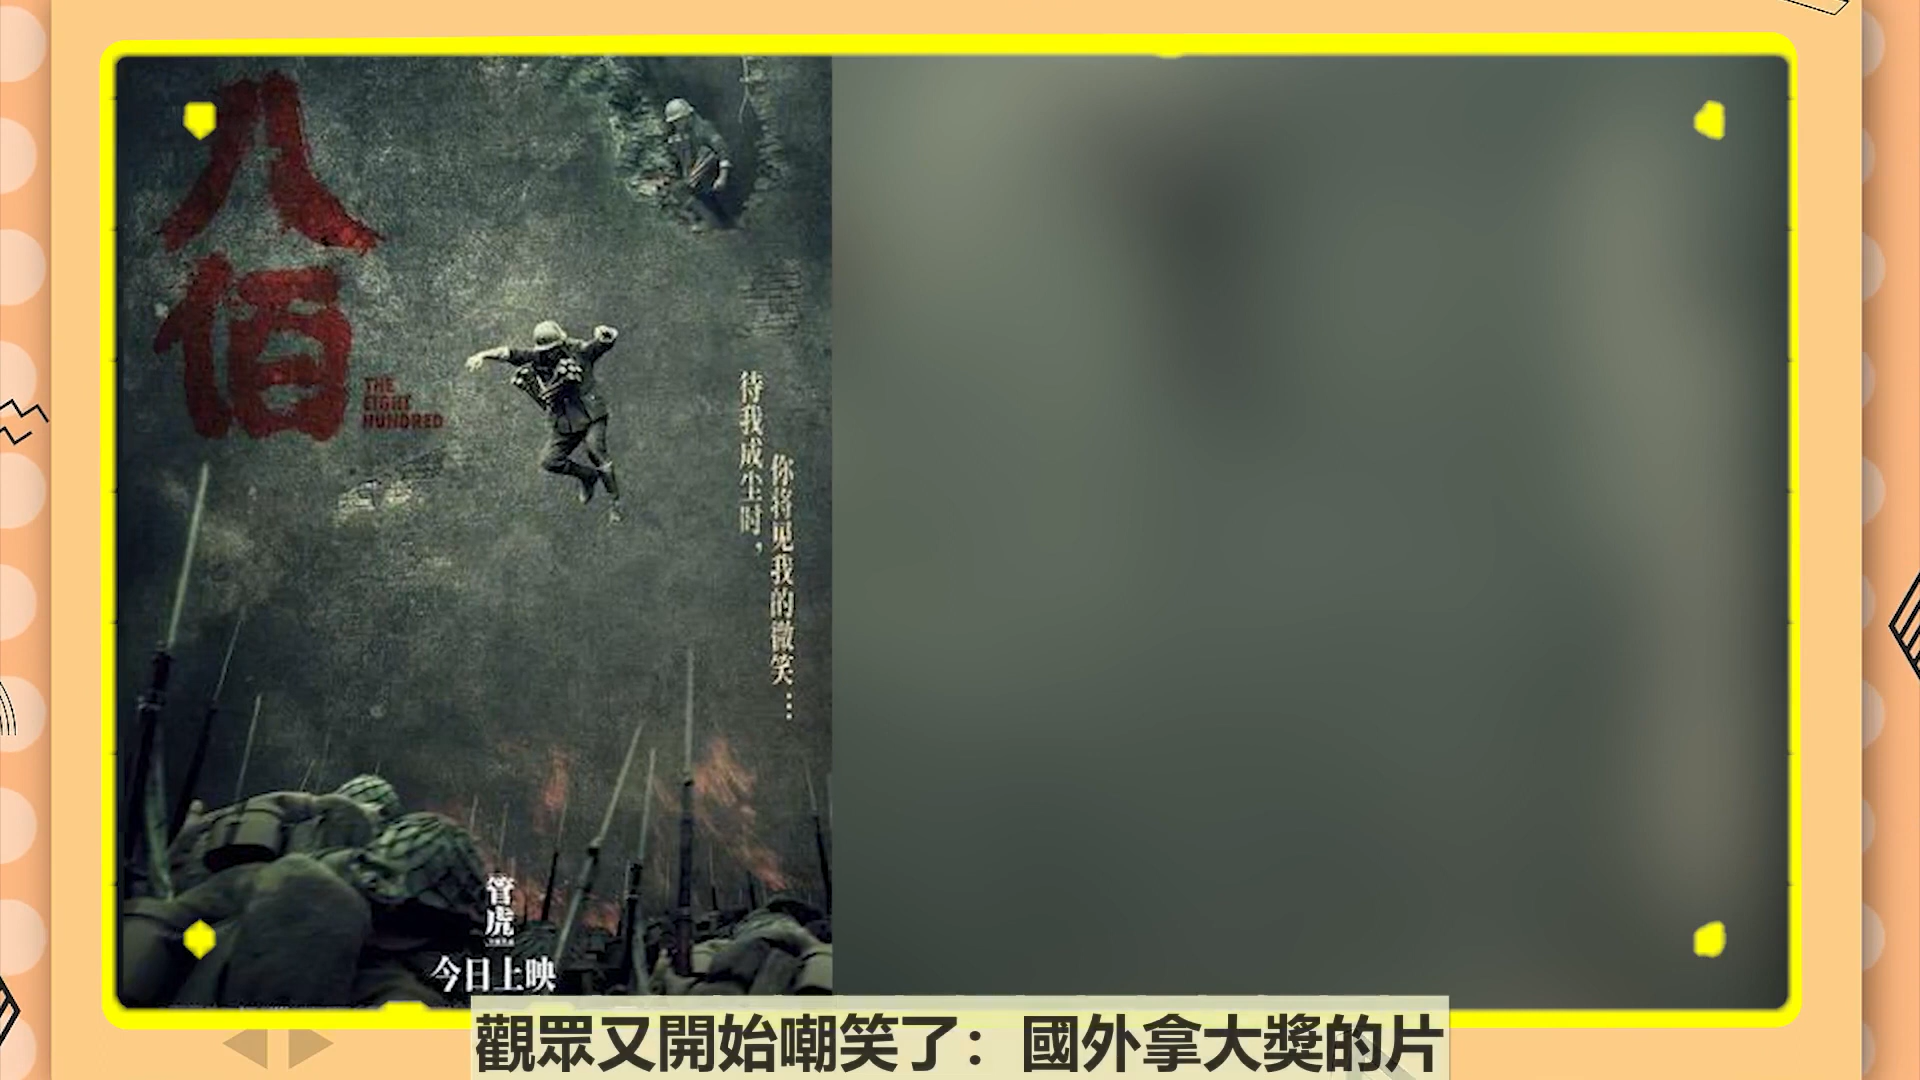 八佰
THE
EIGHT
HUNDRED
待我成尘时，
你将见我的微笑…
管虎
今日上映
觀眾又開始嘲笑了：國外拿大獎的片